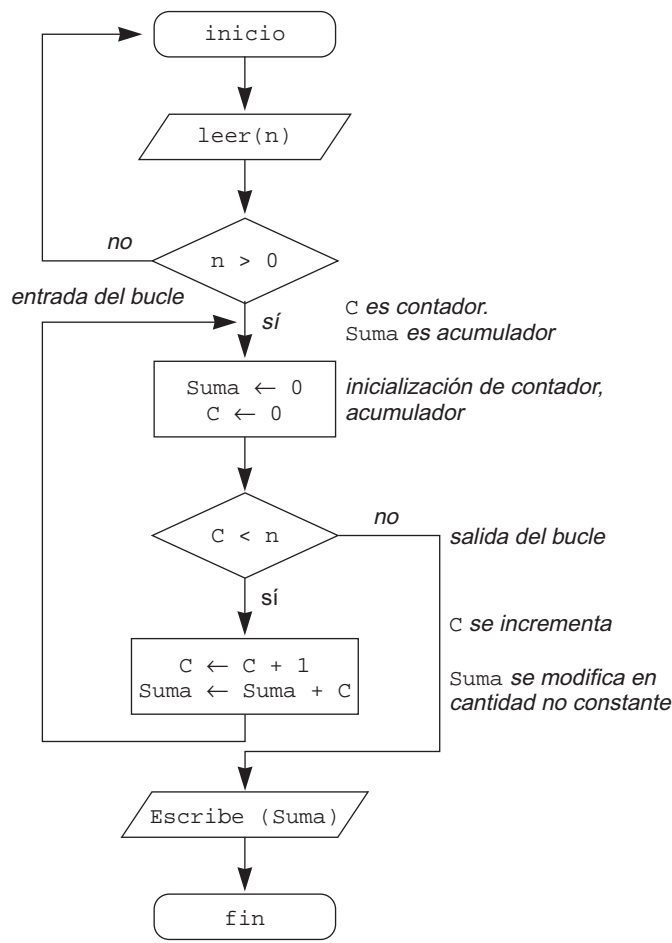 inicio
leer(n)
no
n > 0
entrada del bucle
sí
C es contador.
Suma es acumulador
Suma ← 0
C ← 0
inicialización de contador,
acumulador
C < n
no
salida del bucle
sí
C se incrementa
C ← C + 1
Suma ← Suma + C
Suma se modifica en
cantidad no constante
Escribe (Suma)
fin